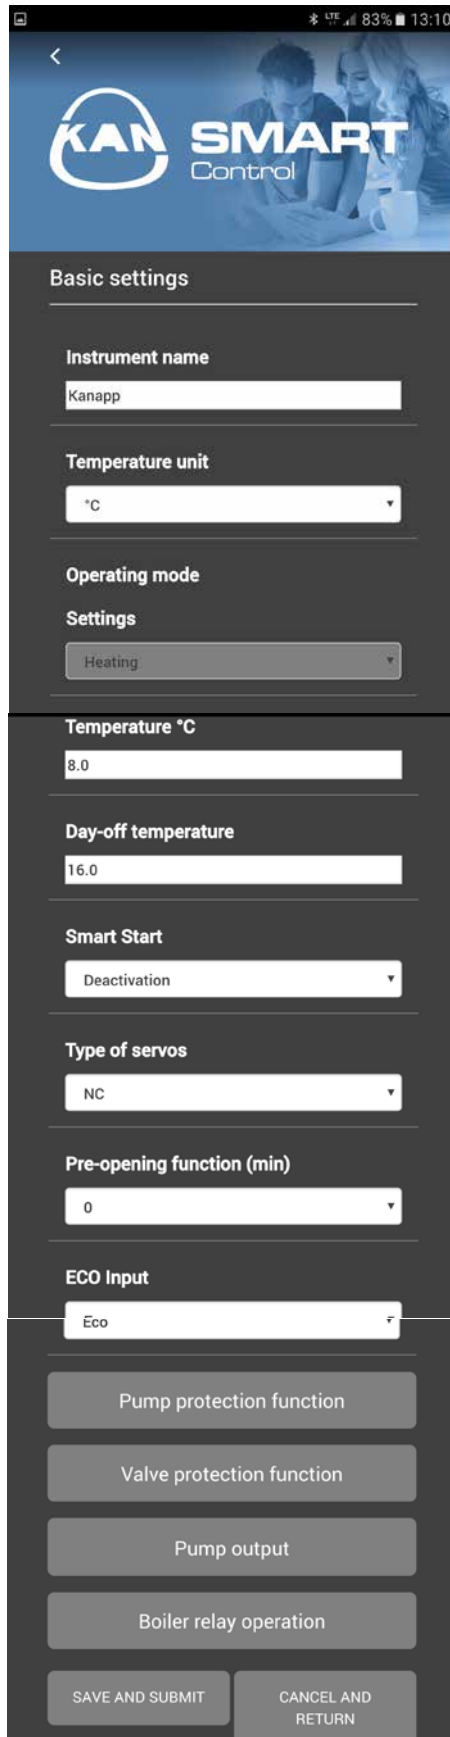 LTE 83% 13:10
KAN SMART
Control
Basic settings
Instrument name
Kanapp
Temperature unit
°C
Operating mode
Settings
Heating
Temperature °C
8.0
Day-off temperature
16.0
Smart Start
Deactivation
Type of servos
NC
Pre-opening function (min)
0
ECO Input
Eco
Pump protection function
Valve protection function
Pump output
Boiler relay operation
SAVE AND SUBMIT
CANCEL AND
RETURN